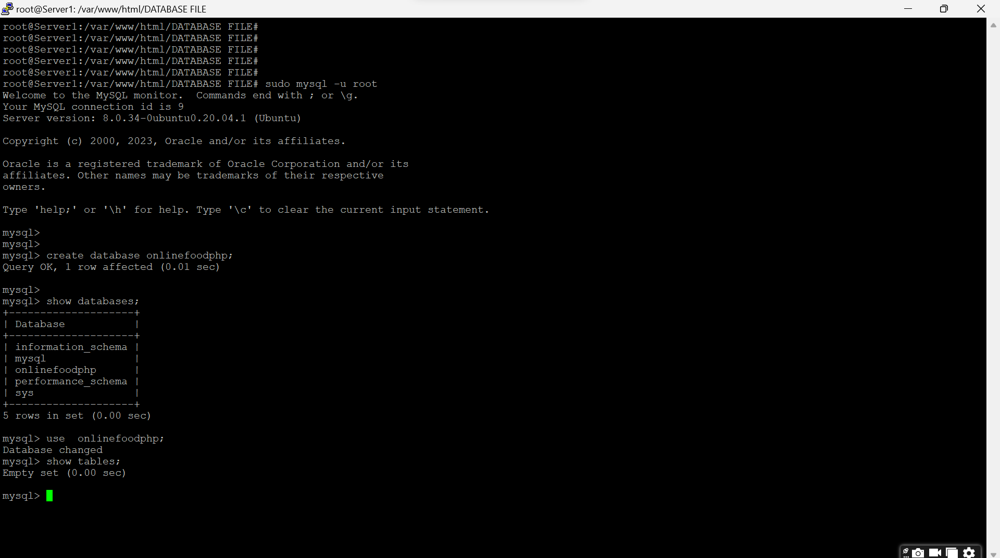 root@Server1: /var/www/html/DATABASE FILE
root@Server1:/var/www/html/DATABASE FILE#
root@Server1:/var/www/html/DATABASE FILE#
root@Server1:/var/www/html/DATABASE FILE#
root@Server1:/var/www/html/DATABASE FILE#
root@Server1:/var/www/html/DATABASE FILE#
root@Server1:/var/www/html/DATABASE FILE# sudo mysql -u root
Welcome to the MySQL monitor.  Commands end with ; or \g.
Your MySQL connection id is 9
Server version: 8.0.34-0ubuntu0.20.04.1 (Ubuntu)

Copyright (c) 2000, 2023, Oracle and/or its affiliates.

Oracle is a registered trademark of Oracle Corporation and/or its
affiliates. Other names may be trademarks of their respective
owners.

Type 'help;' or '\h' for help. Type '\c' to clear the current input statement.

mysql>
mysql>
mysql> create database onlinefoodphp;
Query OK, 1 row affected (0.01 sec)

mysql>
mysql> show databases;
+--------------------+
| Database           |
+--------------------+
| information_schema |
| mysql              |
| onlinefoodphp      |
| performance_schema |
| sys                |
+--------------------+
5 rows in set (0.00 sec)

mysql> use  onlinefoodphp;
Database changed
mysql> show tables;
Empty set (0.00 sec)

mysql>